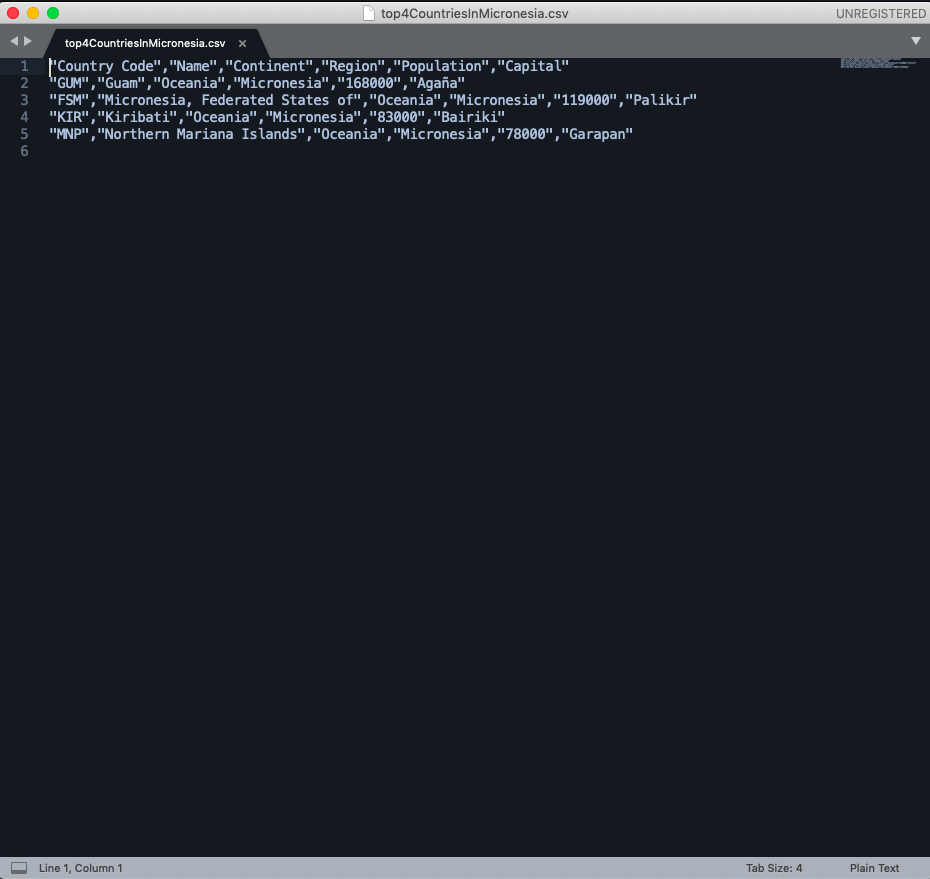 top4CountriesInMicronesia.csv
UNREGISTERED
top4CountriesInMicronesia.csv ×
1 "Country Code","Name","Continent","Region","Population","Capital"
2 "GUM","Guam","Oceania","Micronesia","168000","Agaña"
3 "FSM","Micronesia, Federated States of","Oceania","Micronesia","119000","Palikir"
4 "KIR","Kiribati","Oceania","Micronesia","83000","Bairiki"
5 "MNP","Northern Mariana Islands","Oceania","Micronesia","78000","Garapan"
6
Line 1, Column 1
Tab Size: 4
Plain Text